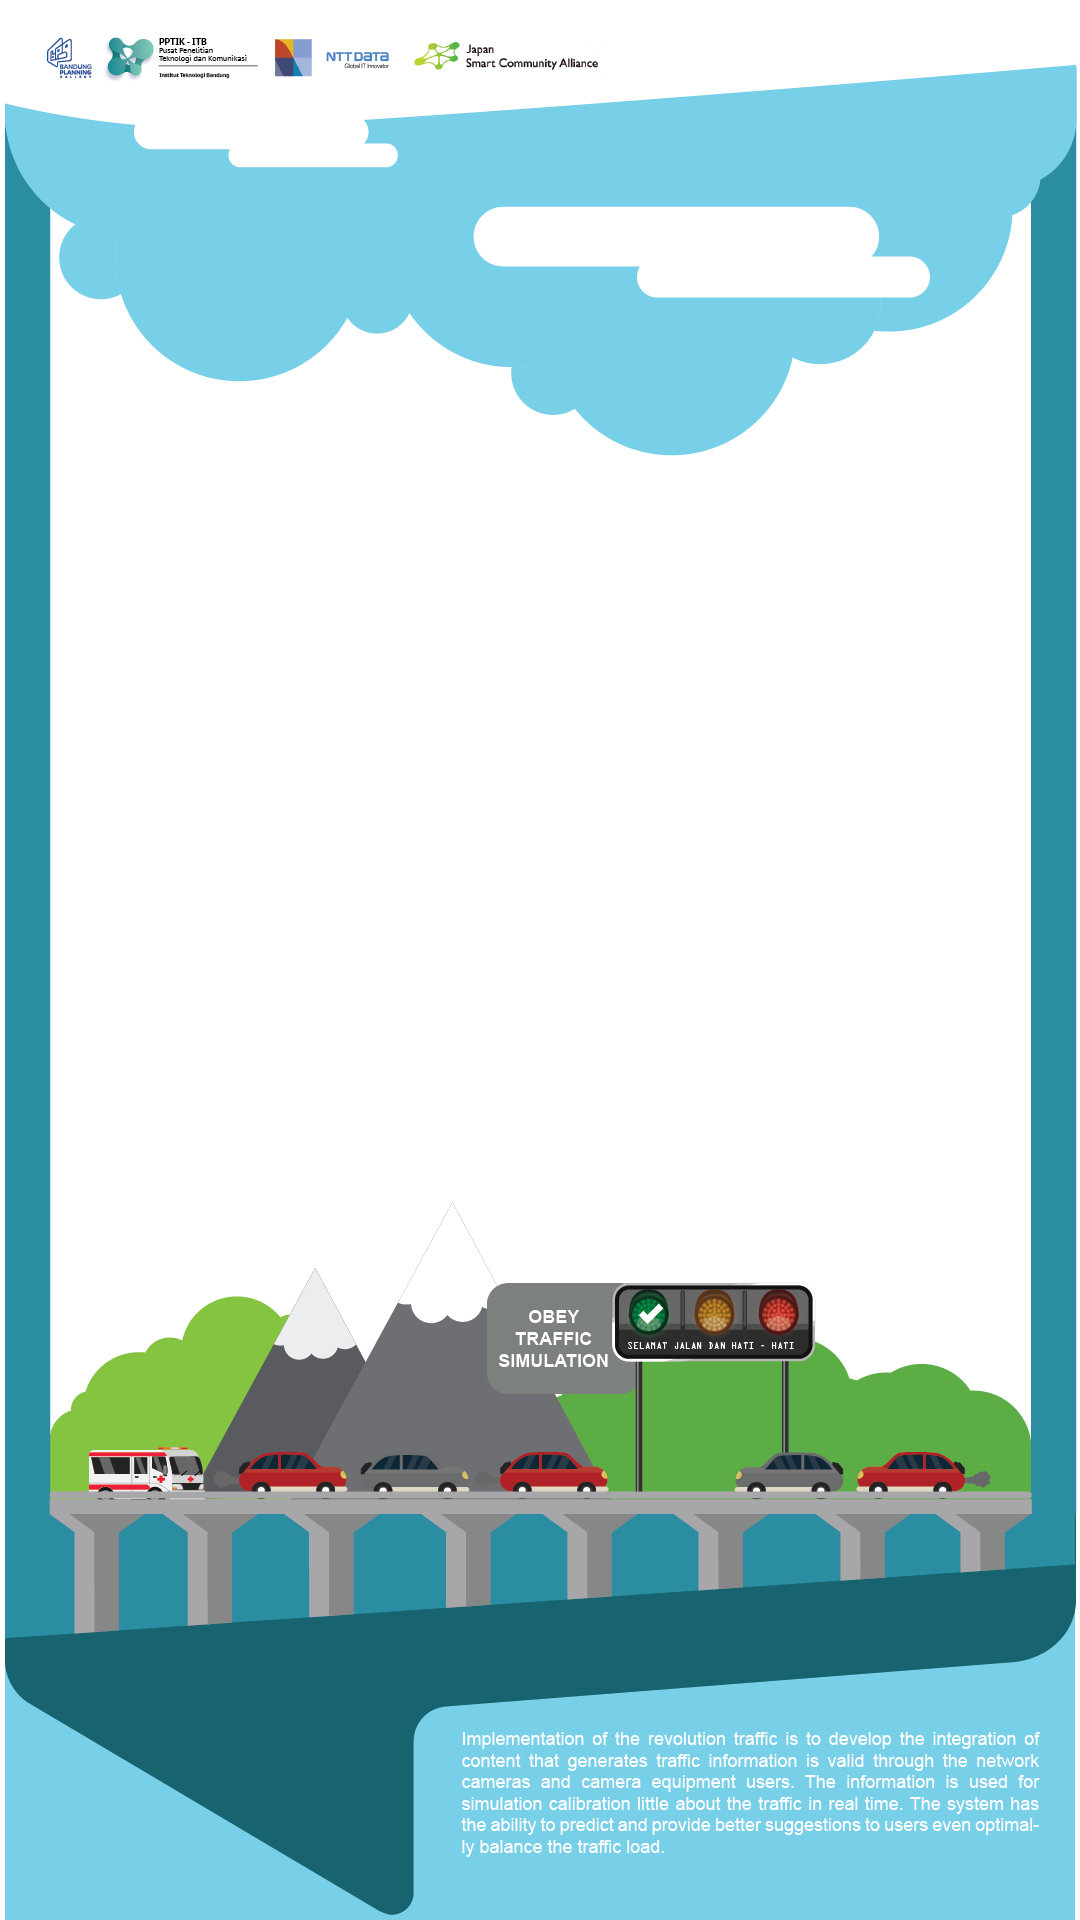 BANDUNG
PLANNING
GALLERY
PPTIK - ITB
Pusat Penelitian
Teknologi dan Komunikasi
Institut Teknologi Bandung
NTT DATA
Global IT Innovator
Japan
Smart Community Alliance
OBEY
TRAFFIC
SIMULATION
SELAMAT JALAN DAN HATI - HATI
Implementation of the revolution traffic is to develop the integration of
content that generates traffic information is valid through the network
cameras and camera equipment users. The information is used for
simulation calibration little about the traffic in real time. The system has
the ability to predict and provide better suggestions to users even optimal-
ly balance the traffic load.